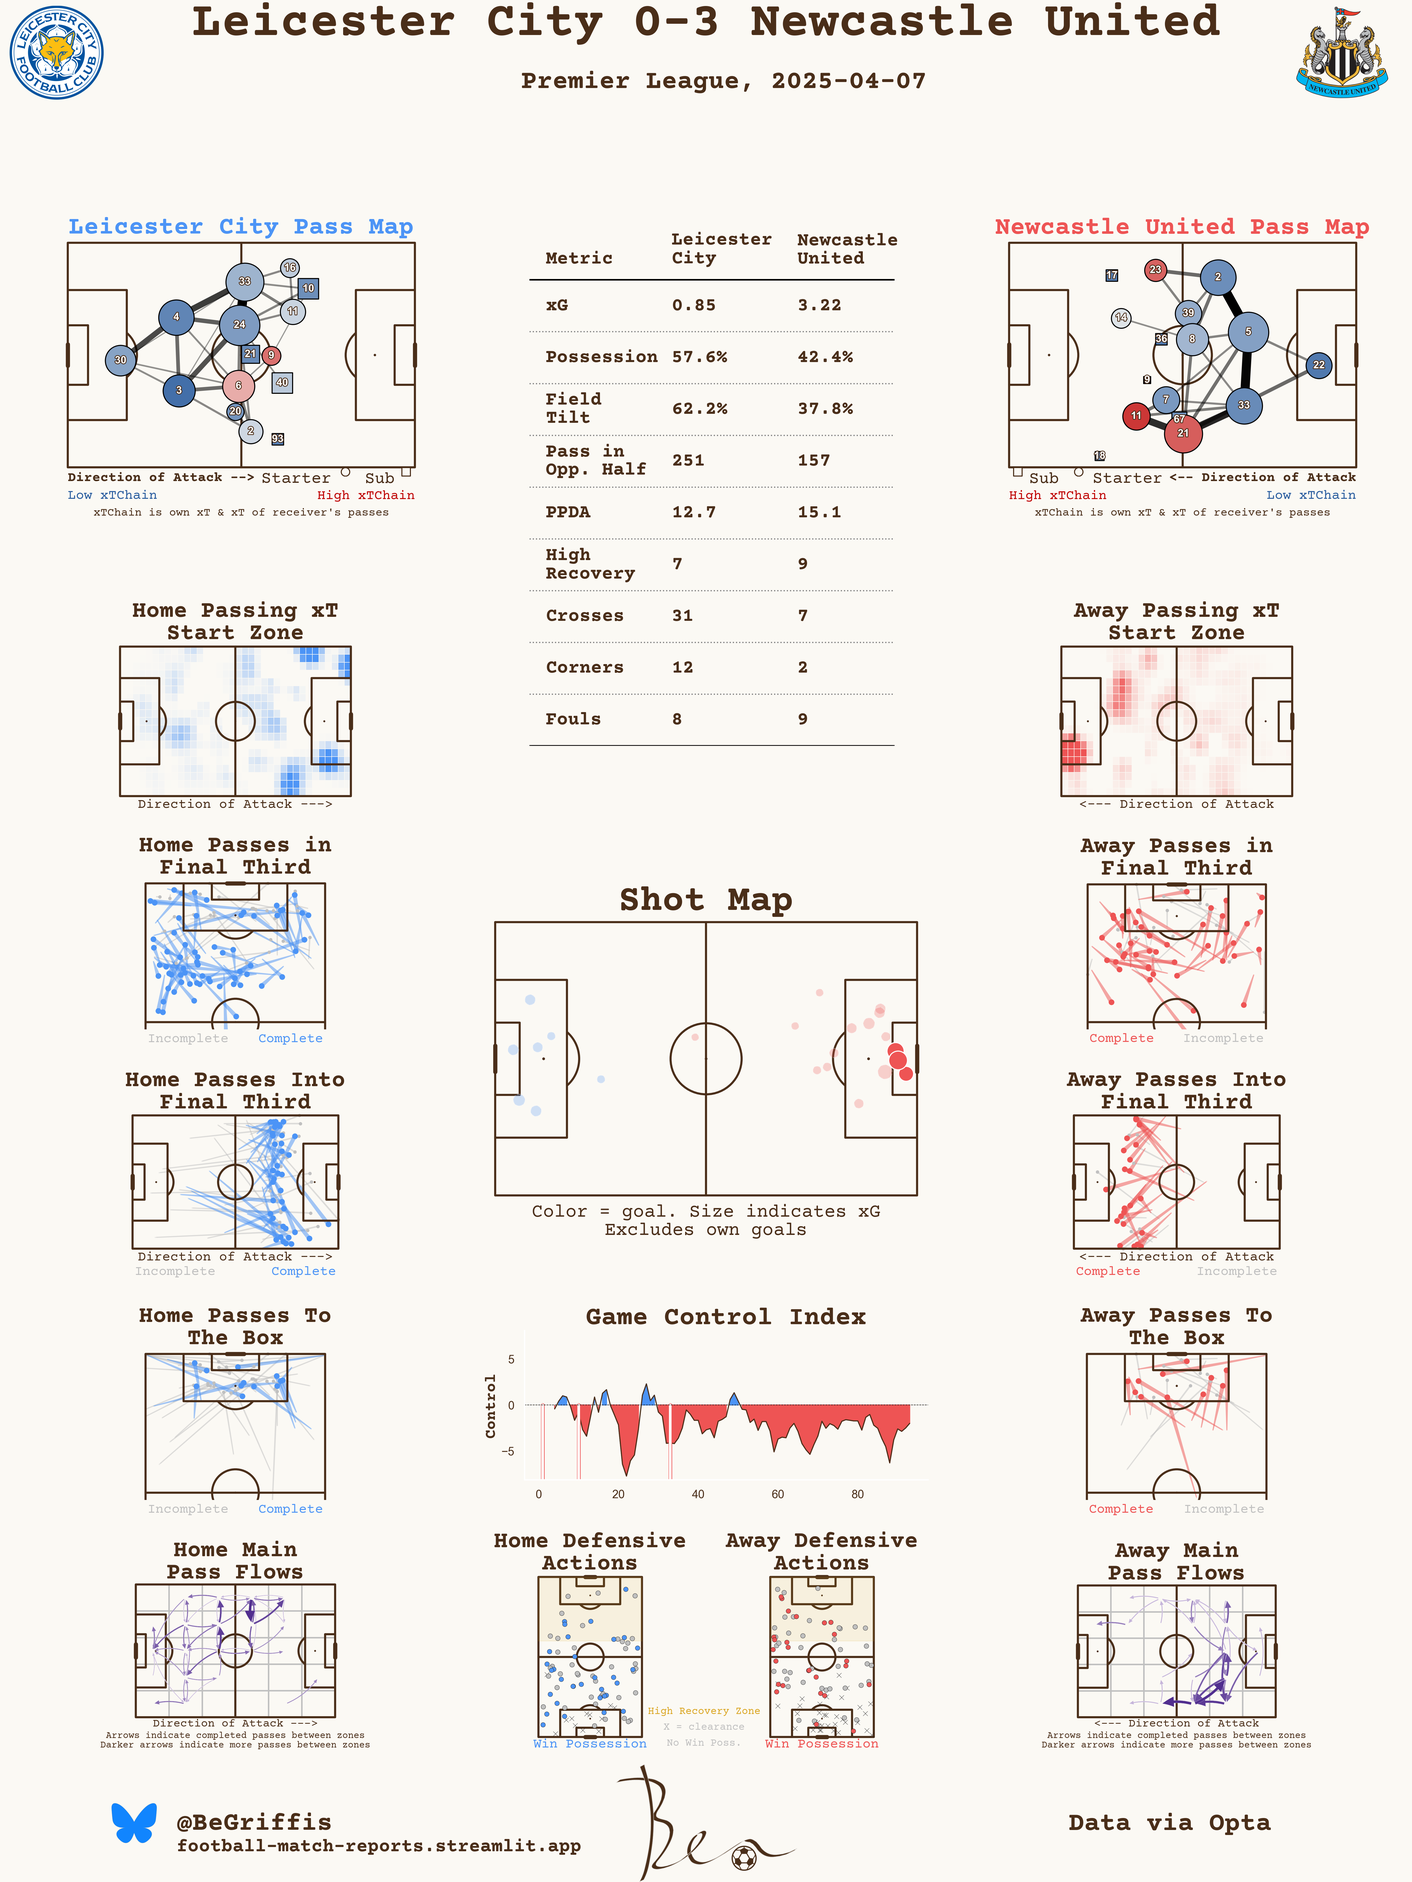 Leicester City 0-3 Newcastle United
Premier League, 2025-04-07
LEICESTER CITY
FOOTBALL CLUB
NEWCASTLE UNITED
Leicester City Pass Map
16
33
10
11
4
24
21
9
30
40
3
6
20
2
93
Direction of Attack --> Starter Sub
Low xTChain High xTChain
xTChain is own xT & xT of receiver's passes
Metric Leicester City Newcastle United
xG 0.85 3.22
Possession 57.6% 42.4%
Field Tilt 62.2% 37.8%
Pass in Opp. Half 251 157
PPDA 12.7 15.1
High Recovery 7 9
Crosses 31 7
Corners 12 2
Fouls 8 9
Newcastle United Pass Map
17
23
2
14
39
5
36
8
22
9
7
33
11
67
21
18
Sub Starter <-- Direction of Attack
High xTChain Low xTChain
xTChain is own xT & xT of receiver's passes
Home Passing xT
Start Zone
Direction of Attack --->
Away Passing xT
Start Zone
<--- Direction of Attack
Home Passes in
Final Third
Incomplete Complete
Shot Map
Color = goal. Size indicates xG
Excludes own goals
Away Passes in
Final Third
Complete Incomplete
Home Passes Into
Final Third
Direction of Attack --->
Incomplete Complete
Away Passes Into
Final Third
<--- Direction of Attack
Complete Incomplete
Home Passes To
The Box
Incomplete Complete
Game Control Index
Control
5
0
−5
0 20 40 60 80
Away Passes To
The Box
Complete Incomplete
Home Main
Pass Flows
Direction of Attack --->
Arrows indicate completed passes between zones
Darker arrows indicate more passes between zones
Home Defensive
Actions
Win Possession
High Recovery Zone
X = clearance
No Win Poss.
Away Defensive
Actions
Win Possession
Away Main
Pass Flows
<--- Direction of Attack
Arrows indicate completed passes between zones
Darker arrows indicate more passes between zones
@BeGriffis
football-match-reports.streamlit.app
Ben
Data via Opta